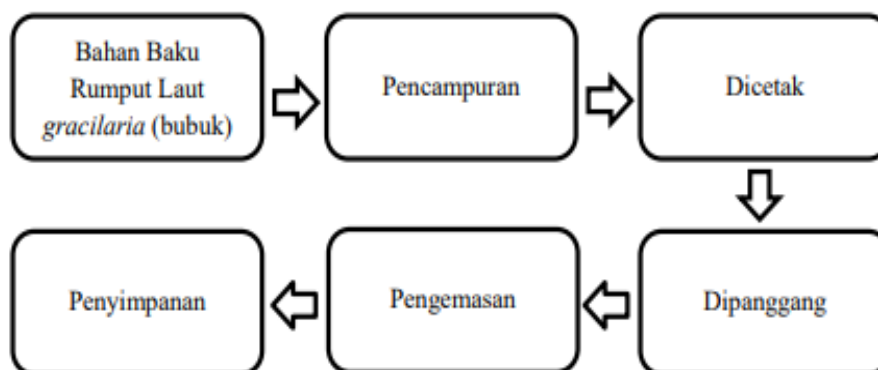 Bahan Baku
Rumput Laut
gracilaria (bubuk)
Pencampuran
Dicetak
Dipanggang
Pengemasan
Penyimpanan